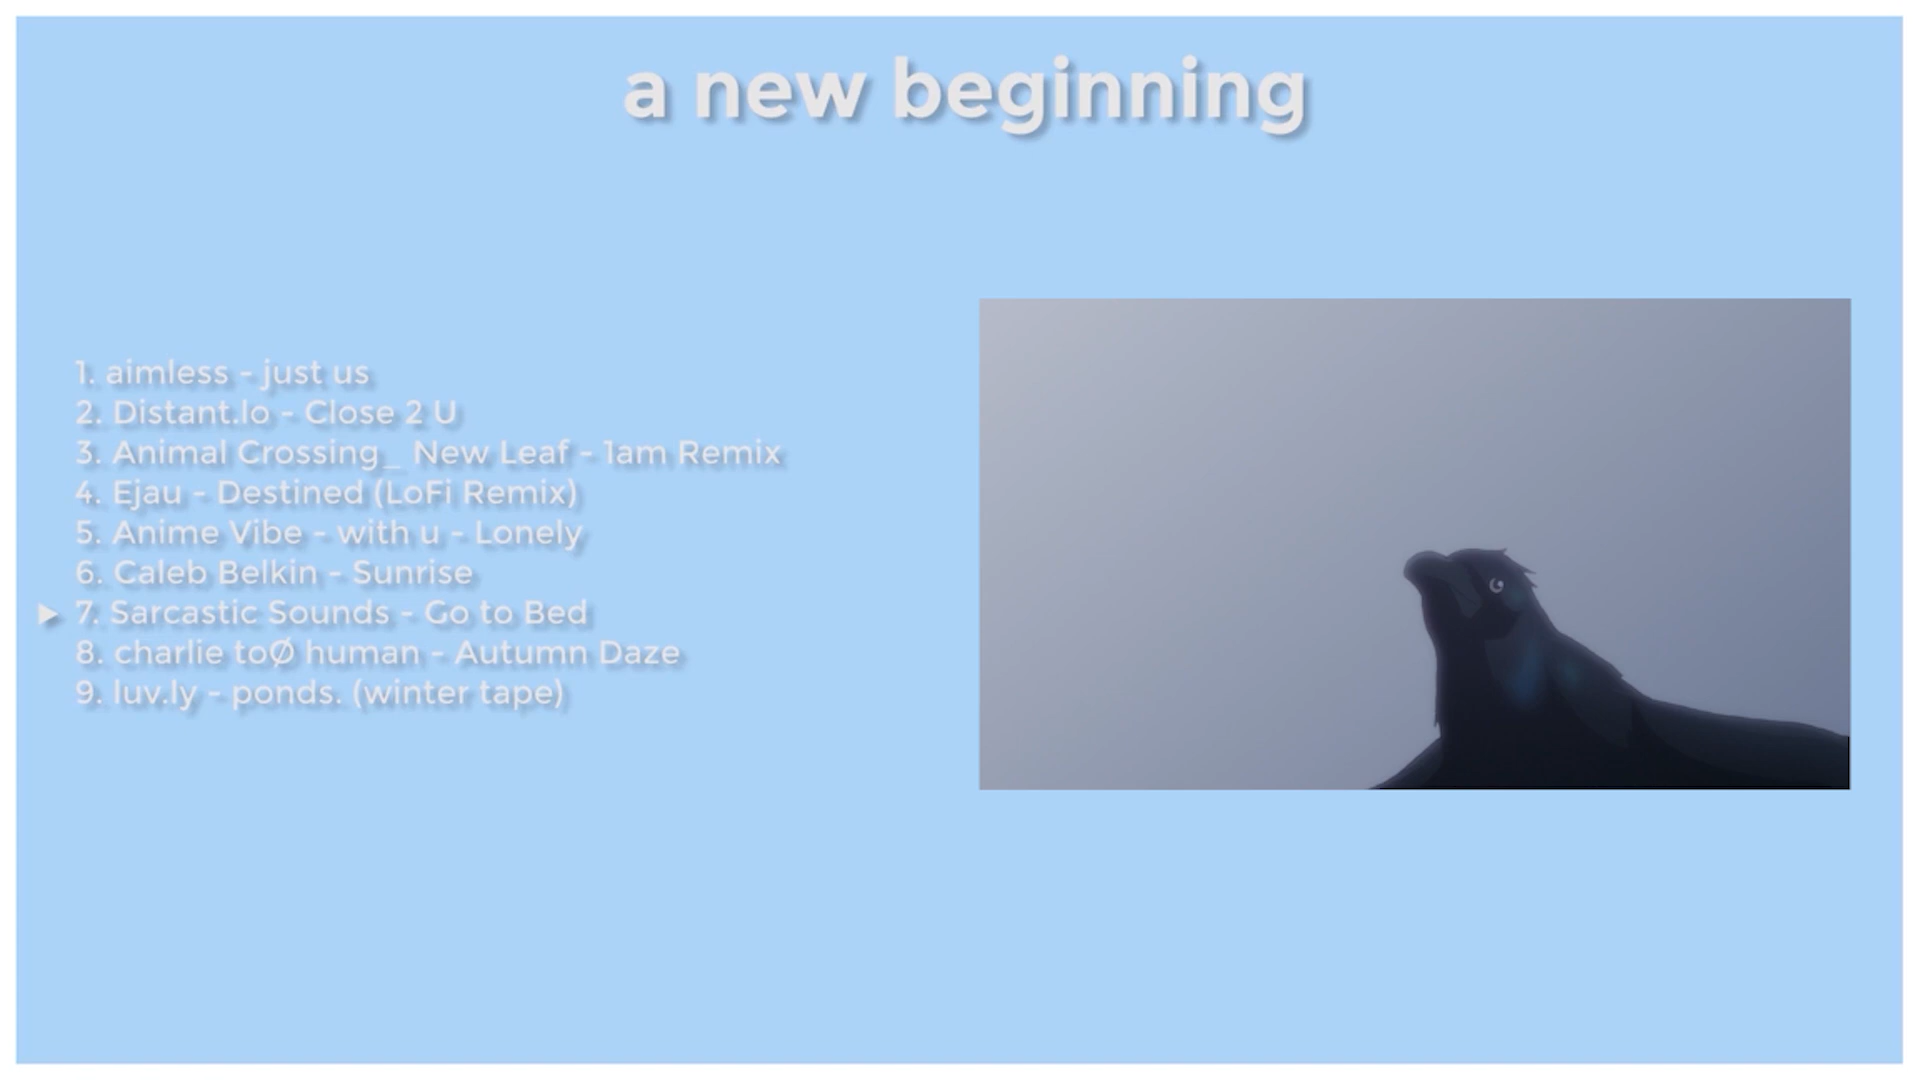 a new beginning
1. aimless - just us
2. Distant.lo - Close 2 U
3. Animal Crossing_ New Leaf - 1am Remix
4. Ejau - Destined (LoFi Remix)
5. Anime Vibe - with u - Lonely
6. Caleb Belkin - Sunrise
7. Sarcastic Sounds - Go to Bed
8. charlie toØ human - Autumn Daze
9. luv.ly - ponds. (winter tape)